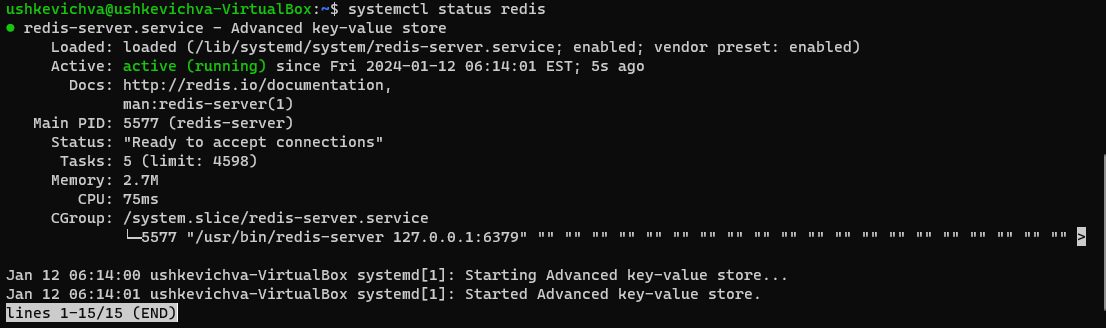 ushkevichva@ushkevichva-VirtualBox:~$ systemctl status redis
● redis-server.service - Advanced key-value store
Loaded: loaded (/lib/systemd/system/redis-server.service; enabled; vendor preset: enabled)
Active: active (running) since Fri 2024-01-12 06:14:01 EST; 5s ago
Docs: http://redis.io/documentation,
man:redis-server(1)
Main PID: 5577 (redis-server)
Status: "Ready to accept connections"
Tasks: 5 (limit: 4598)
Memory: 2.7M
CPU: 75ms
CGroup: /system.slice/redis-server.service
└─5577 "/usr/bin/redis-server 127.0.0.1:6379" "" "" "" "" "" "" "" "" "" "" "" "" "" "" "" "" "" "" "" "" >
Jan 12 06:14:00 ushkevichva-VirtualBox systemd[1]: Starting Advanced key-value store...
Jan 12 06:14:01 ushkevichva-VirtualBox systemd[1]: Started Advanced key-value store.
lines 1-15/15 (END)